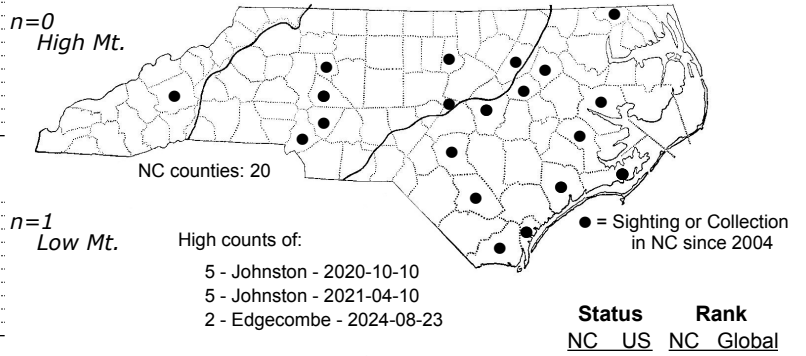 n=0
High Mt.
NC counties: 20
n=1
Low Mt.
High counts of:
5 - Johnston - 2020-10-10
5 - Johnston - 2021-04-10
2 - Edgecombe - 2024-08-23
● = Sighting or Collection
in NC since 2004
Status Rank
NC US NC Global